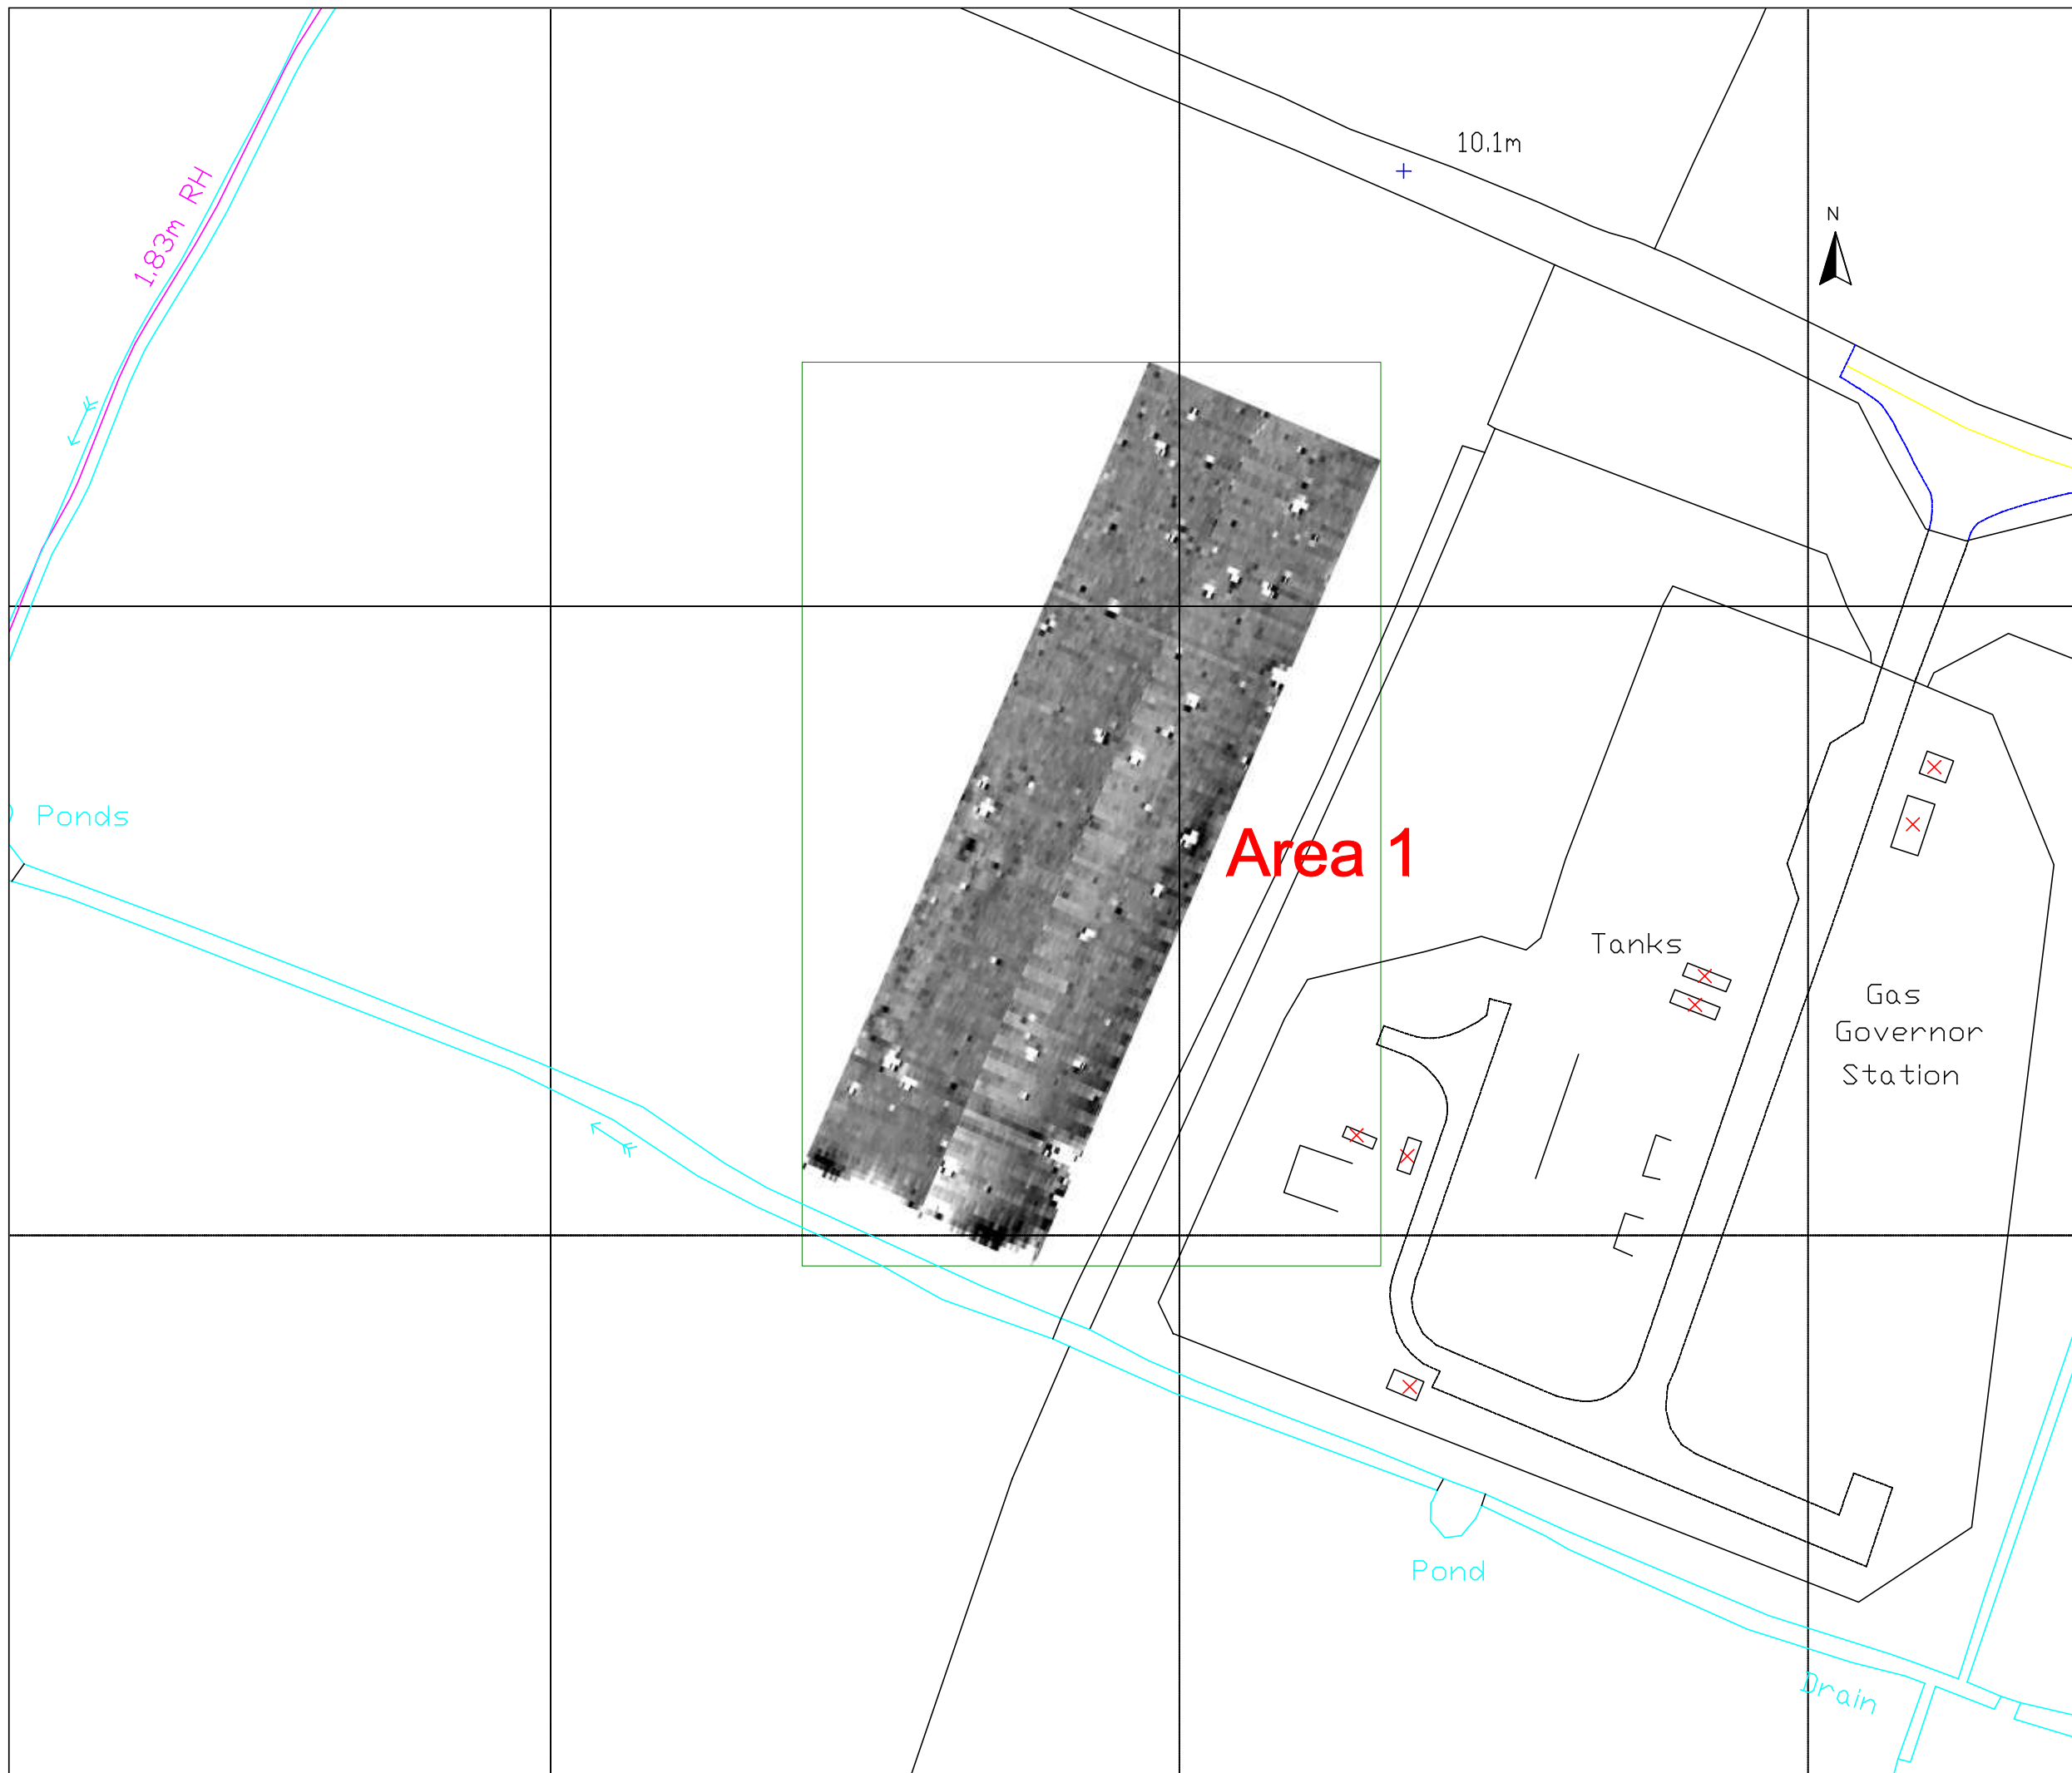 10.1m
1.83m RH
N
Ponds
Area 1
Tanks
Gas
Governor
Station
Pond
Drain